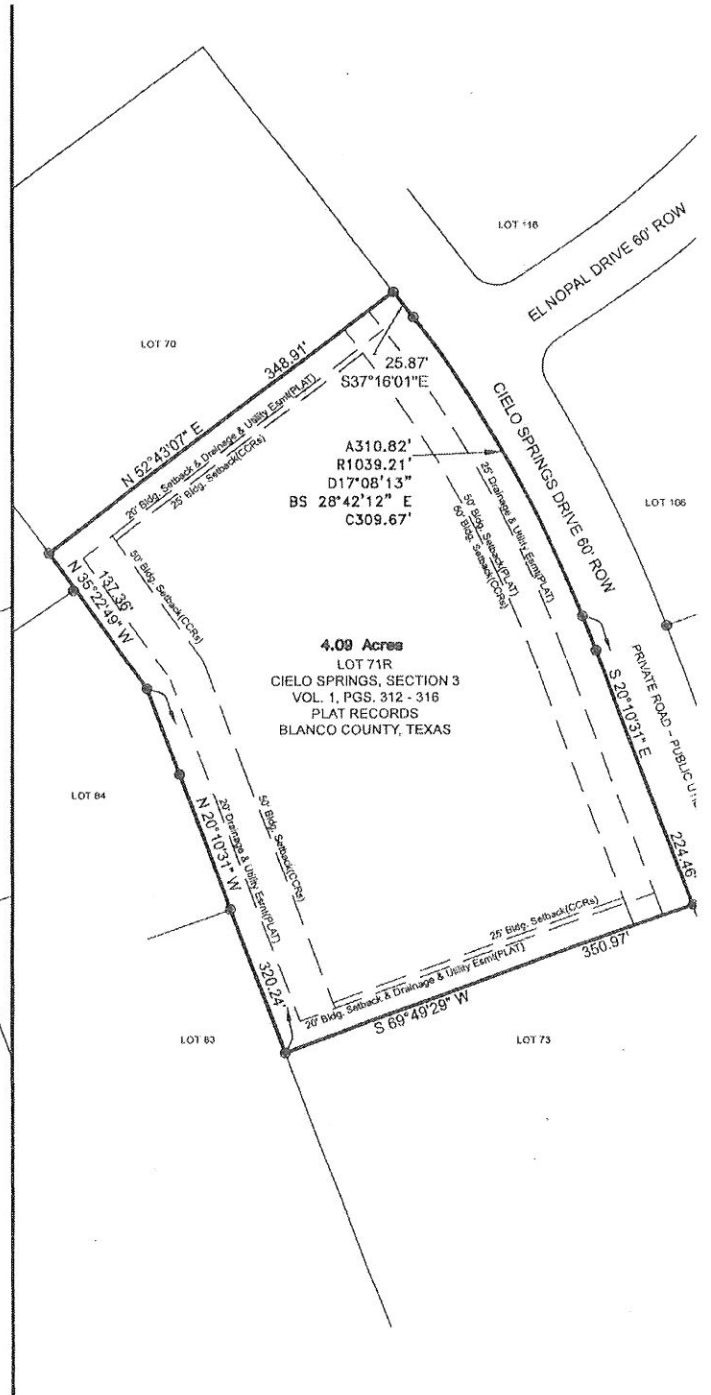 LOT 116
EL NOPAL DRIVE 60' ROW
LOT 70
348.91'
N 52°43'07" E
20' Bldg. Setback & Drainage & Utility Esmt(PLAT)
25' Bldg. Setback(CCRs)
25.87'
S37°16'01"E
CIELO SPRINGS DRIVE 60' ROW
A310.82'
R1039.21'
D17°08'13"
BS 28°42'12" E
C309.67'
25' Drainage & Utility Esmt(PLAT)
50' Bldg. Setback(PLAT)
50' Bldg. Setback(CCRs)
LOT 106
137.36'
N 35°22'49" W
50' Bldg. Setback(CCRs)
4.09 Acres
LOT 71R
CIELO SPRINGS, SECTION 3
VOL. 1, PGS. 312 - 316
PLAT RECORDS
BLANCO COUNTY, TEXAS
PRIVATE ROAD - PUBLIC
S 20°10'31" E
224.46'
LOT 84
N 20°10'31" W
20' Drainage & Utility Esmt(PLAT)
50' Bldg. Setback(CCRs)
320.24'
25' Bldg. Setback(CCRs)
20' Bldg. Setback & Drainage & Utility Esmt(PLAT)
350.97'
S 69°49'29" W
LOT 83
LOT 73